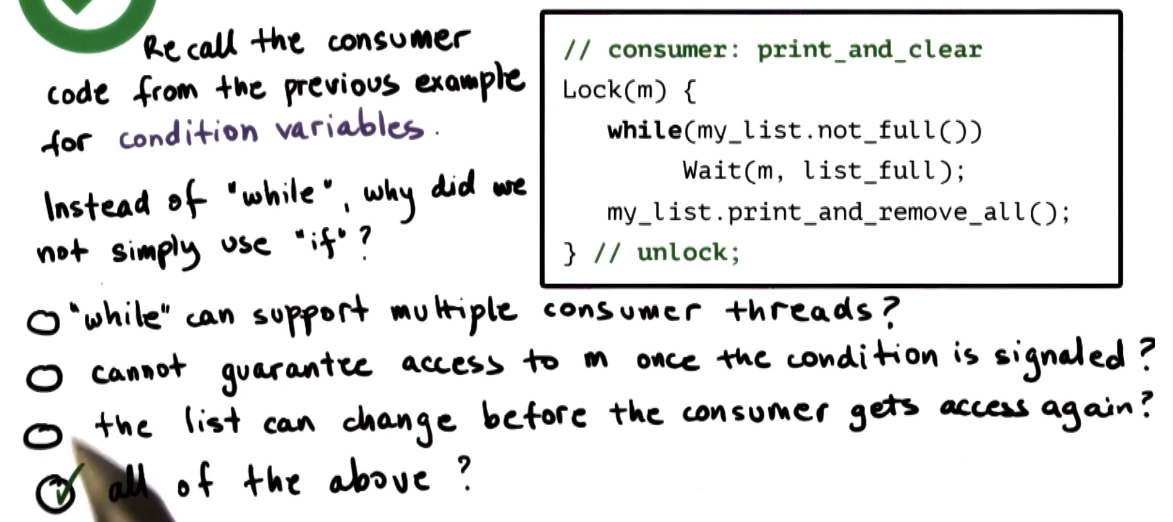 Recall the consumer
code from the previous example
for condition variables.
Instead of "while", why did we
not simply use "if"?
// consumer: print_and_clear
Lock(m) {
while(my_list.not_full())
Wait(m, list_full);
my_list.print_and_remove_all();
} // unlock;
"while" can support multiple consumer threads?
cannot guarantee access to m once the condition is signaled?
the list can change before the consumer gets access again?
all of the above?